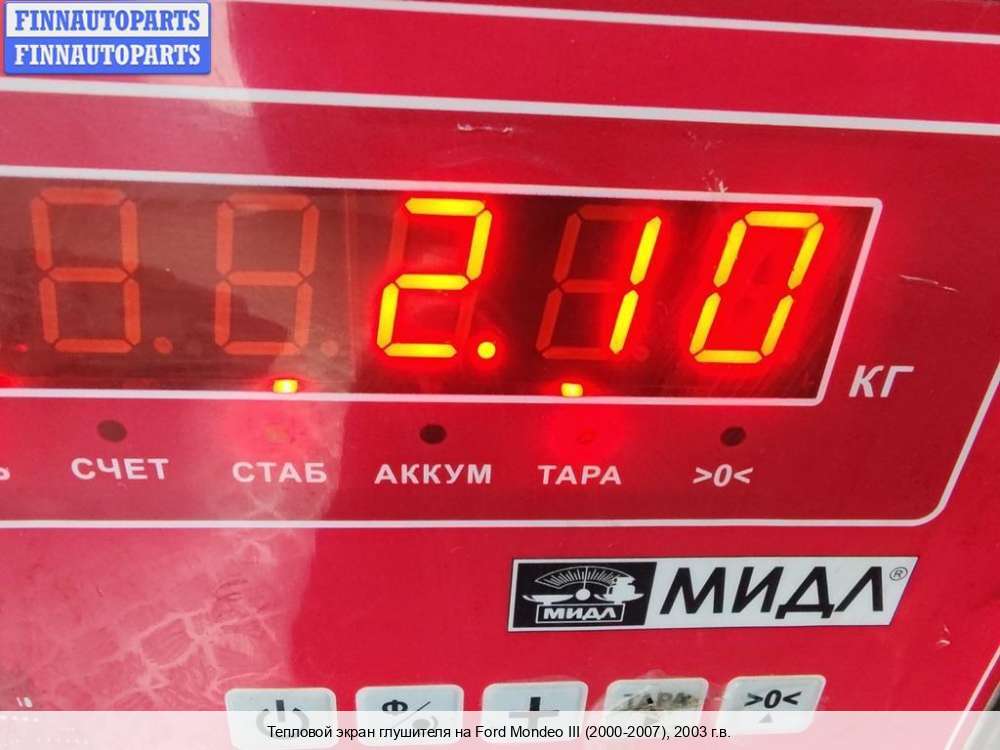 FINNAUTOPARTS
FINNAUTOPARTS
2.10
КГ
СЧЕТ СТАБ АККУМ ТАРА >0<
МИДЛ МИДЛ®
Ф + ТАРА >0<
Тепловой экран глушителя на Ford Mondeo III (2000-2007), 2003 г.в.